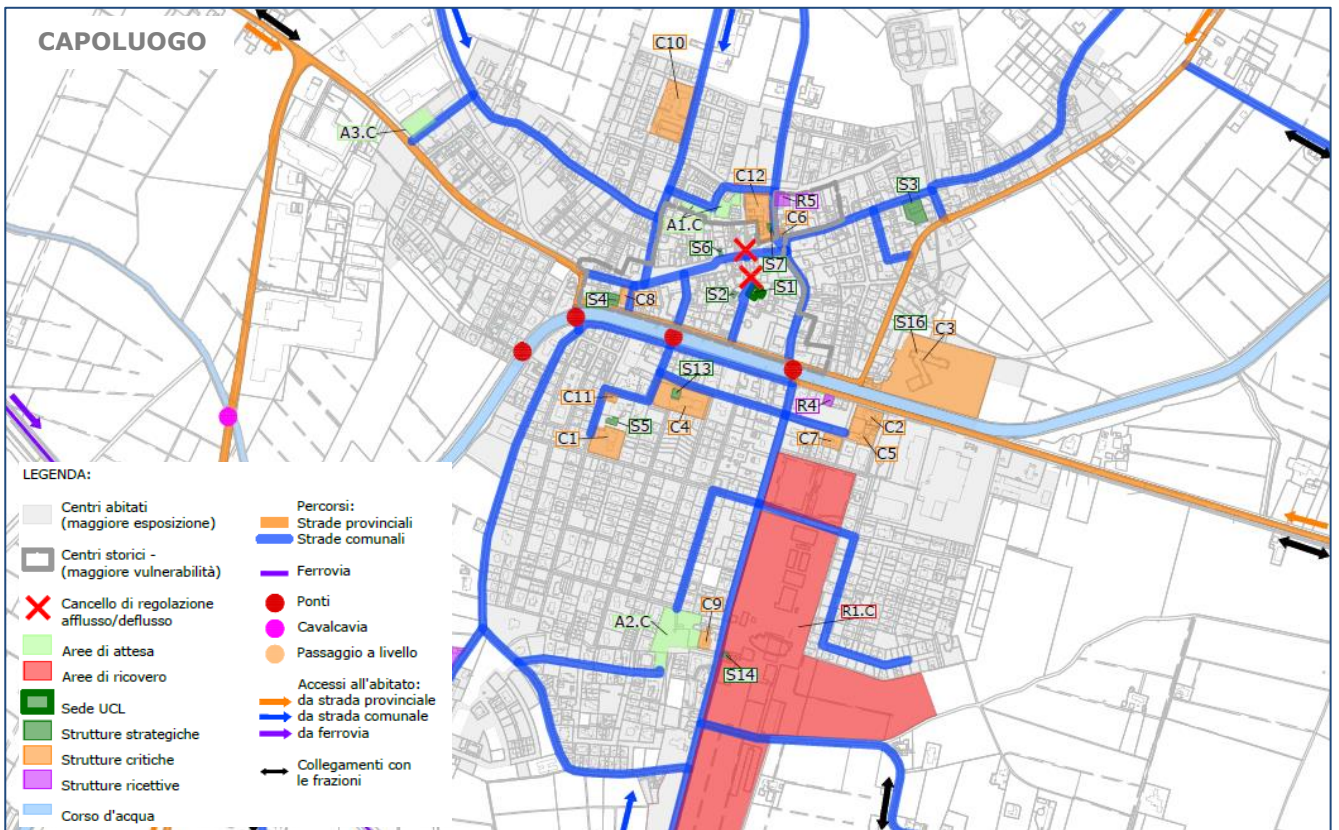 CAPOLUOGO
C10
A3.C
C12
S3
R5
A1.C
C6
S6
S7
S2
S1
S4
C8
S16
C3
S13
C11
R4
C4
S5
C2
C1
C7
C5
C9
A2.C
R1.C
S14
LEGENDA:
Centri abitati
(maggiore esposizione)
Centri storici -
(maggiore vulnerabilità)
Cancello di regolazione
afflusso/deflusso
Aree di attesa
Aree di ricovero
Sede UCL
Strutture strategiche
Strutture critiche
Strutture ricettive
Corso d'acqua
Percorsi:
Strade provinciali
Strade comunali
Ferrovia
Ponti
Cavalcavia
Passaggio a livello
Accessi all'abitato:
da strada provinciale
da strada comunale
da ferrovia
Collegamenti con
le frazioni